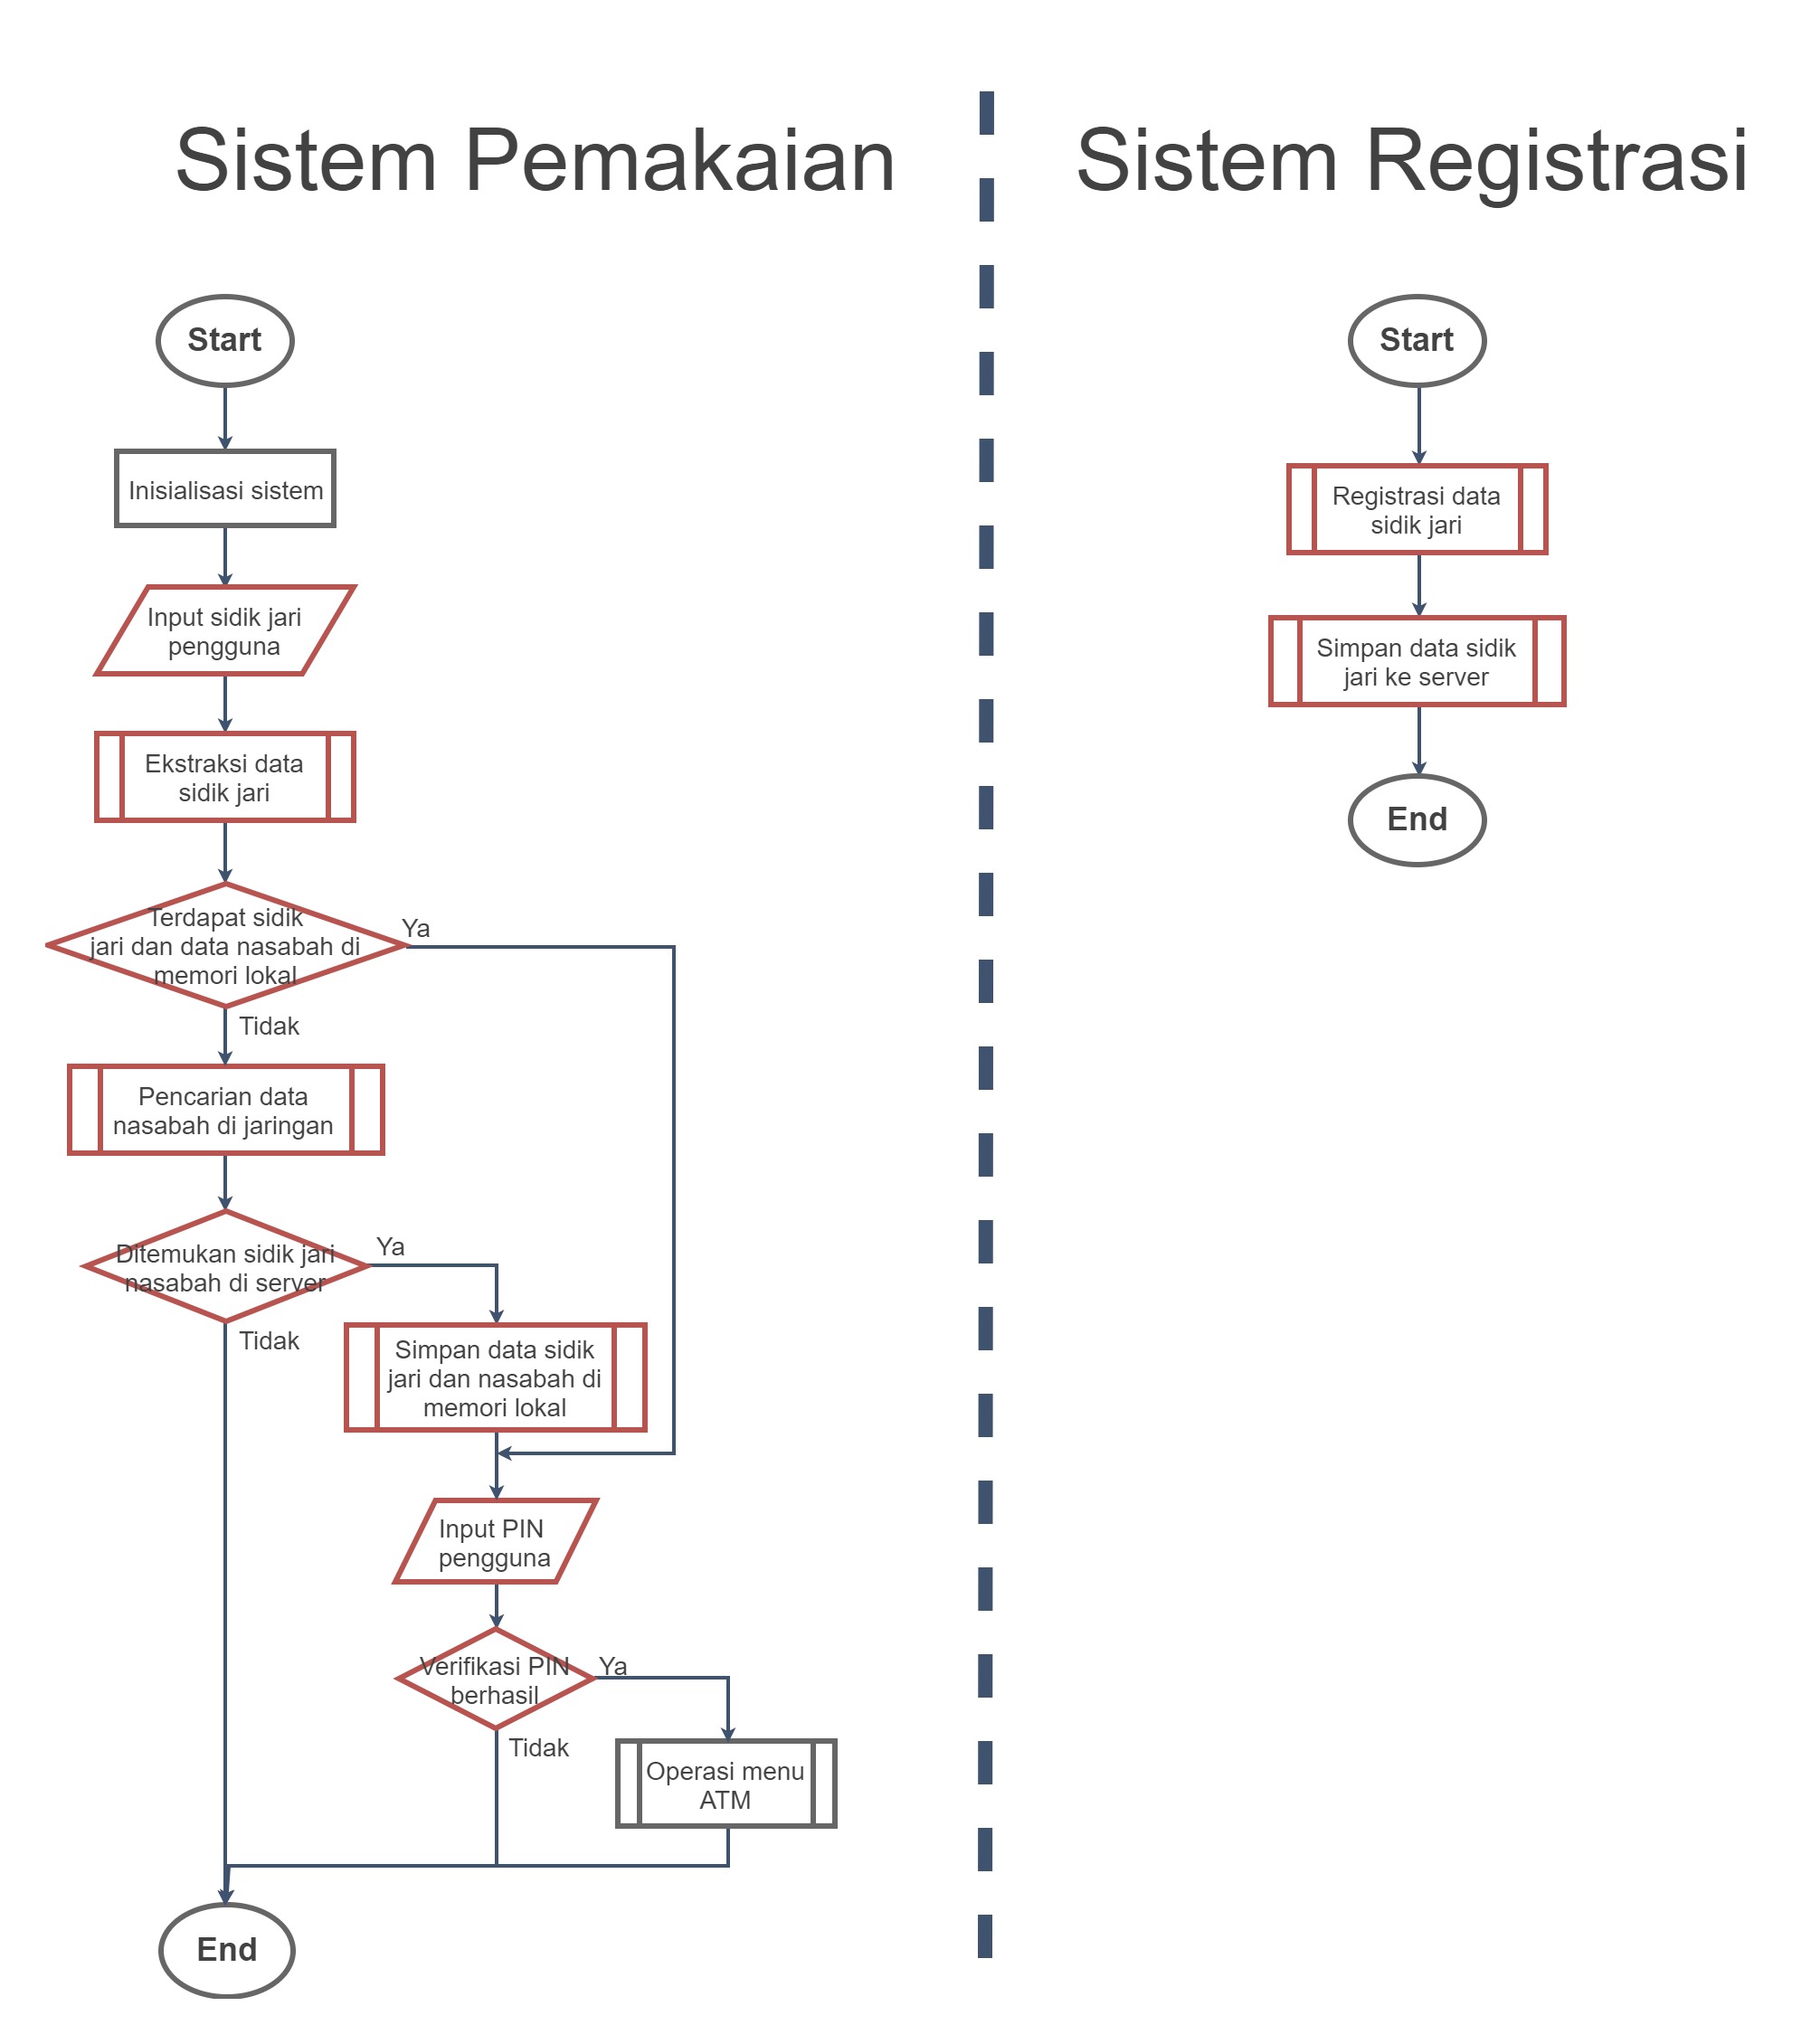 Sistem Pemakaian
Start
Inisialisasi sistem
Input sidik jari
pengguna
Ekstraksi data
sidik jari
Terdapat sidik
jari dan data nasabah di
memori lokal
Ya
Tidak
Pencarian data
nasabah di jaringan
Ditemukan sidik jari
nasabah di server
Ya
Tidak
Simpan data sidik
jari dan nasabah di
memori lokal
Input PIN
pengguna
Verifikasi PIN
berhasil
Ya
Tidak
Operasi menu
ATM
End
Sistem Registrasi
Start
Registrasi data
sidik jari
Simpan data sidik
jari ke server
End